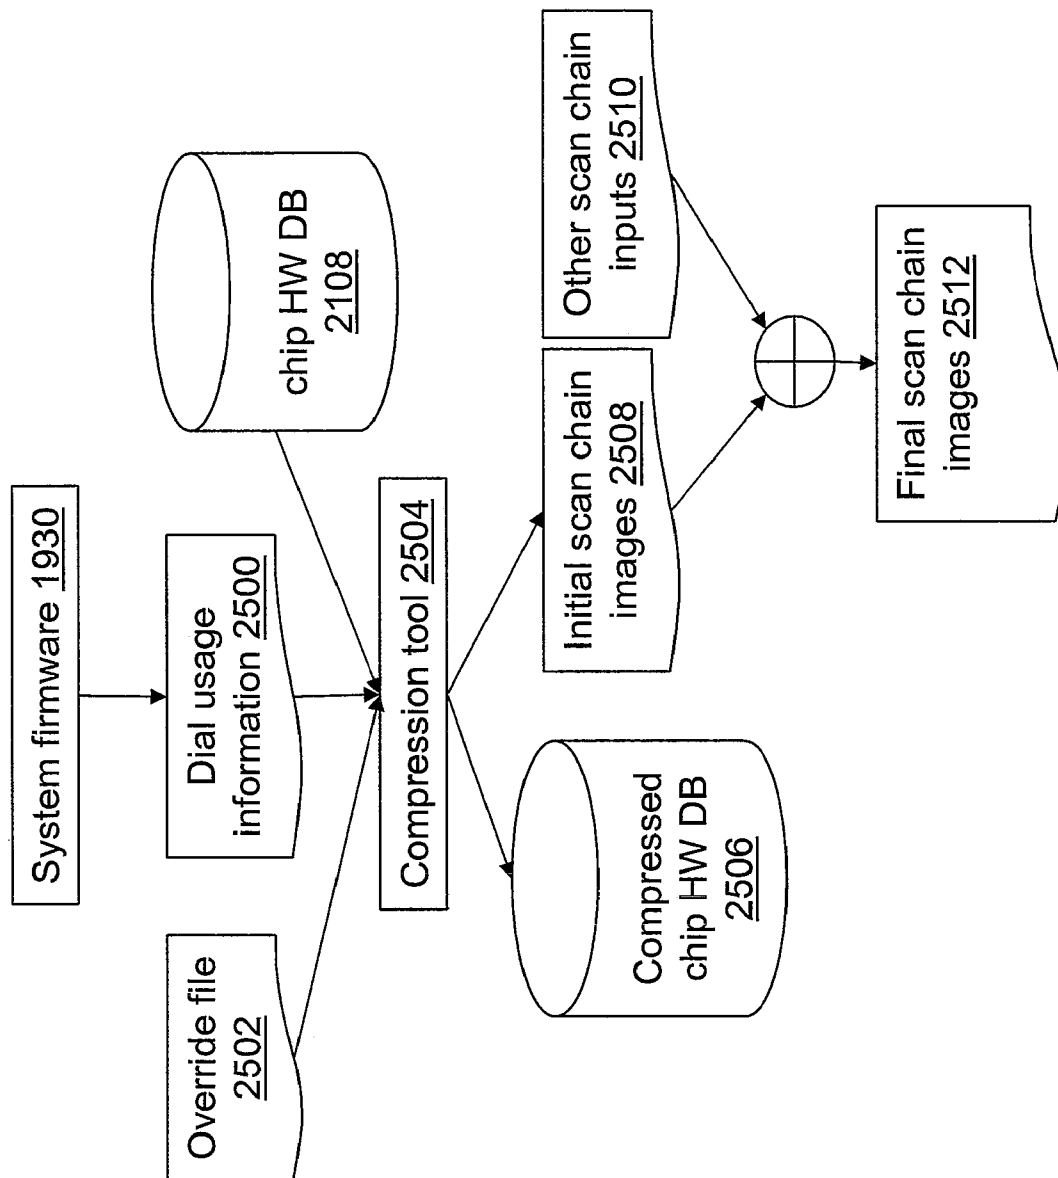 System firmware 1930
Override file
2502
Dial usage
information 2500
chip HW DB
2108
Compression tool 2504
Compressed
chip HW DB
2506
Initial scan chain
images 2508
Other scan chain
inputs 2510
Final scan chain
images 2512